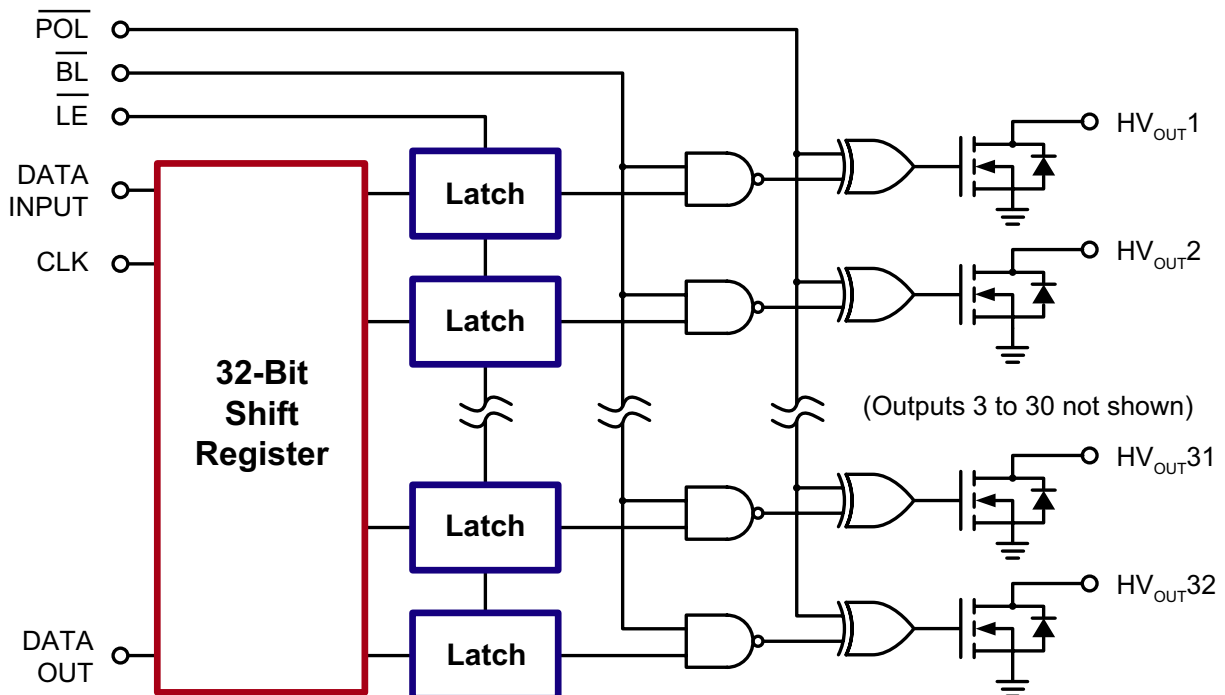 POL
BL
LE
DATA
INPUT
CLK
32-Bit
Shift
Register
DATA
OUT
Latch
Latch
Latch
Latch
HVOUT1
HVOUT2
(Outputs 3 to 30 not shown)
HVOUT31
HVOUT32